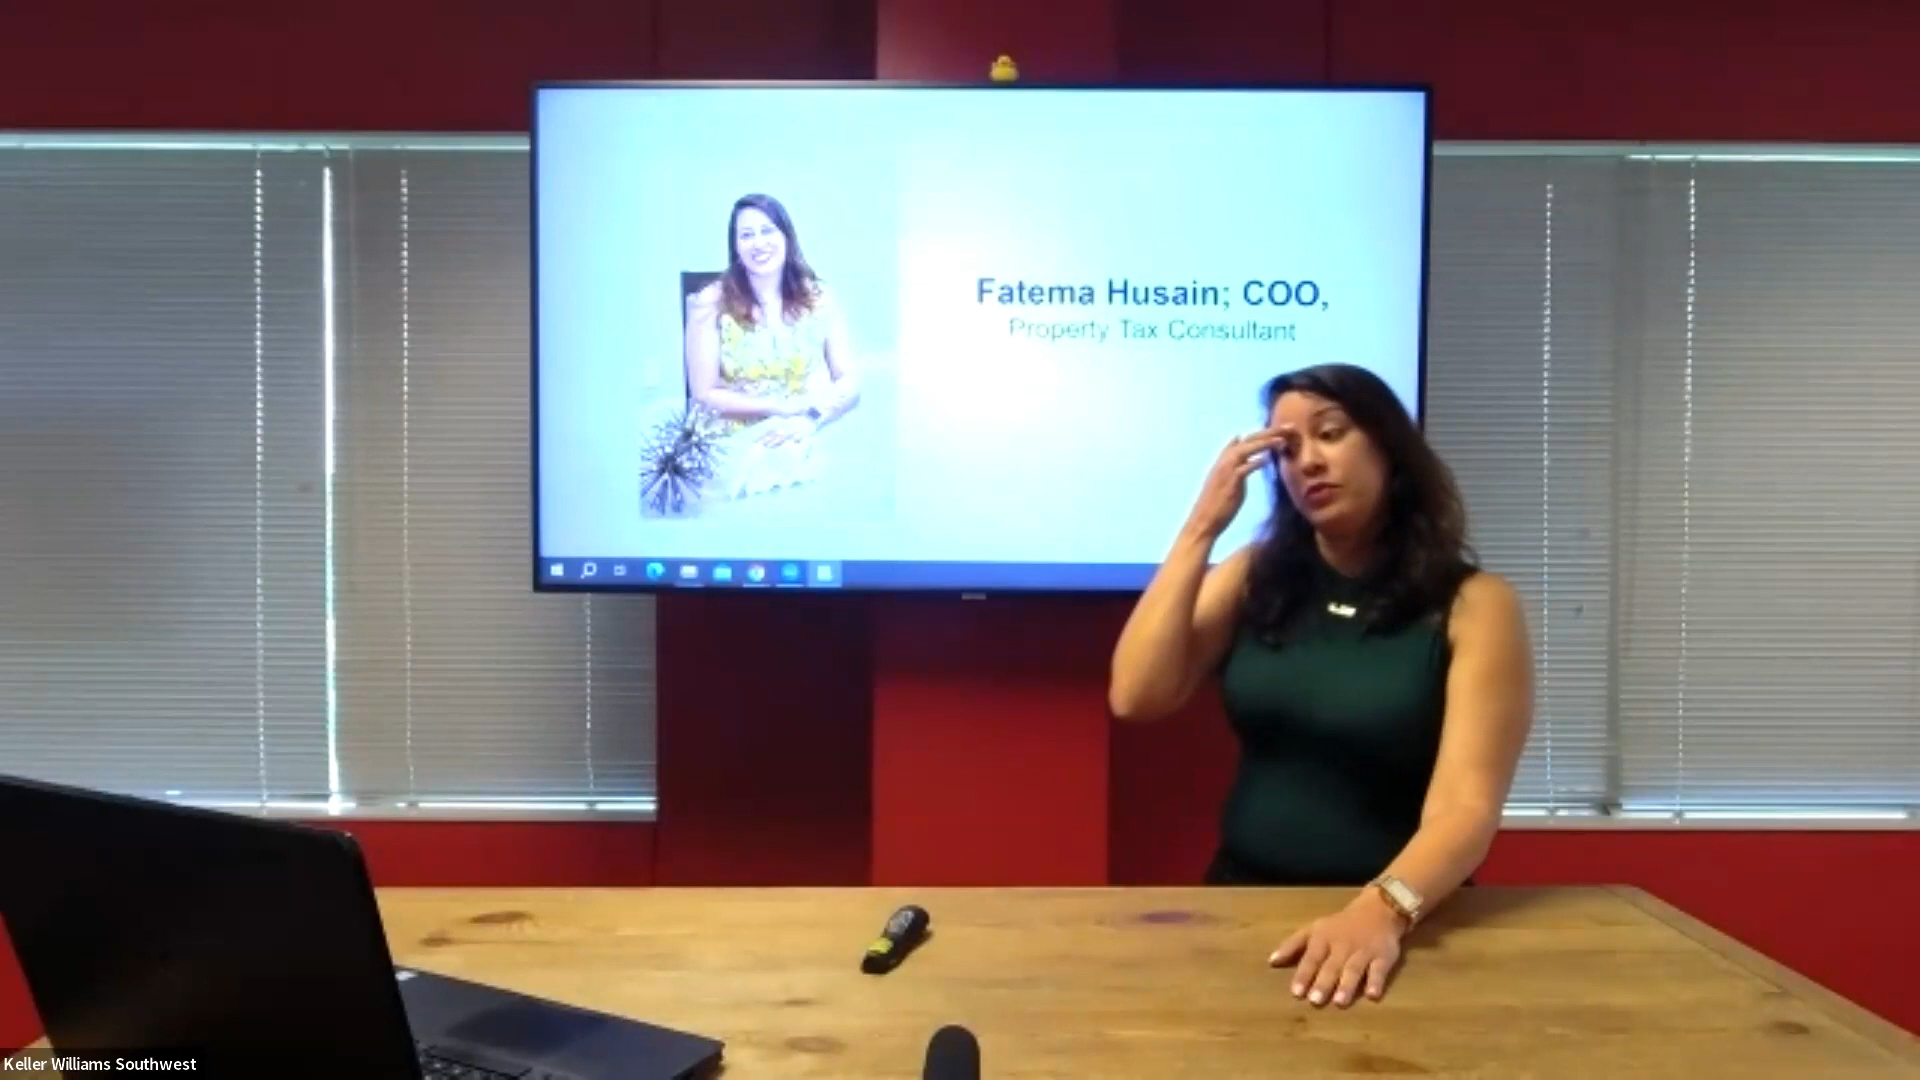 Fatema Husain; COO,
Property Tax Consultant
Keller Williams Southwest